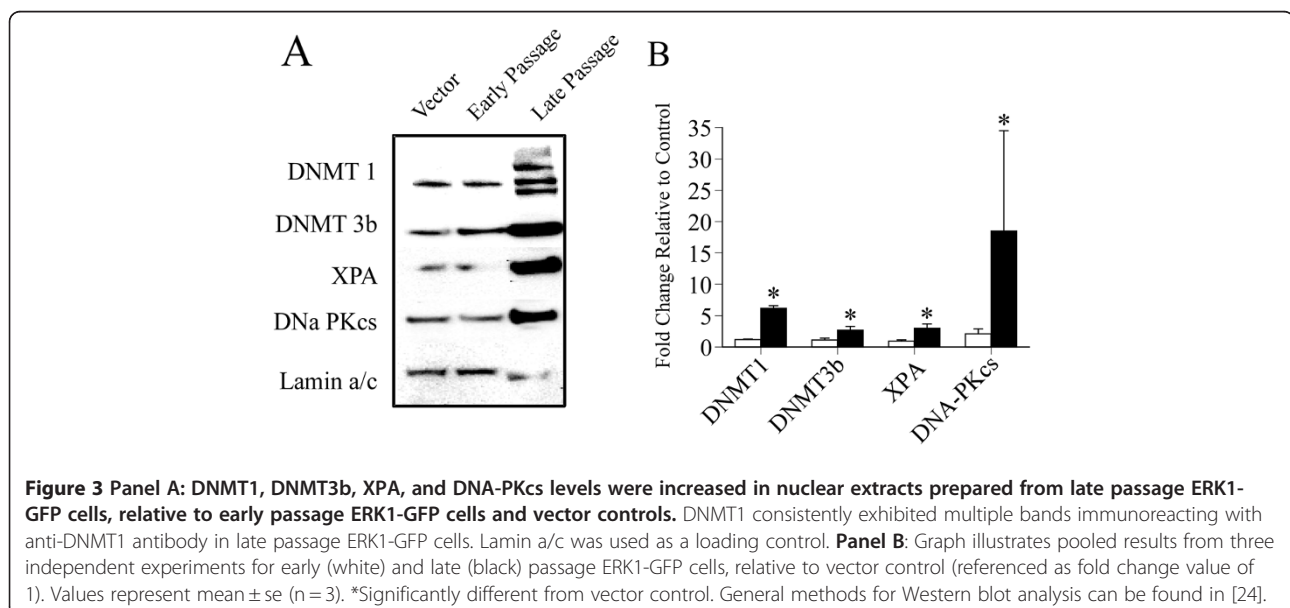 A
Vector
Early Passage
Late Passage
DNMT 1
DNMT 3b
XPA
DNa PKcs
Lamin a/c
B
Fold Change Relative to Control
35
30
25
20
15
10
5
0
*
*
*
*
DNMT1
DNMT3b
XPA
DNA-PKcs
Figure 3 Panel A: DNMT1, DNMT3b, XPA, and DNA-PKcs levels were increased in nuclear extracts prepared from late passage ERK1-
GFP cells, relative to early passage ERK1-GFP cells and vector controls. DNMT1 consistently exhibited multiple bands immunoreacting with
anti-DNMT1 antibody in late passage ERK1-GFP cells. Lamin a/c was used as a loading control. Panel B: Graph illustrates pooled results from three
independent experiments for early (white) and late (black) passage ERK1-GFP cells, relative to vector control (referenced as fold change value of
1). Values represent mean ± se (n = 3). *Significantly different from vector control. General methods for Western blot analysis can be found in [24].